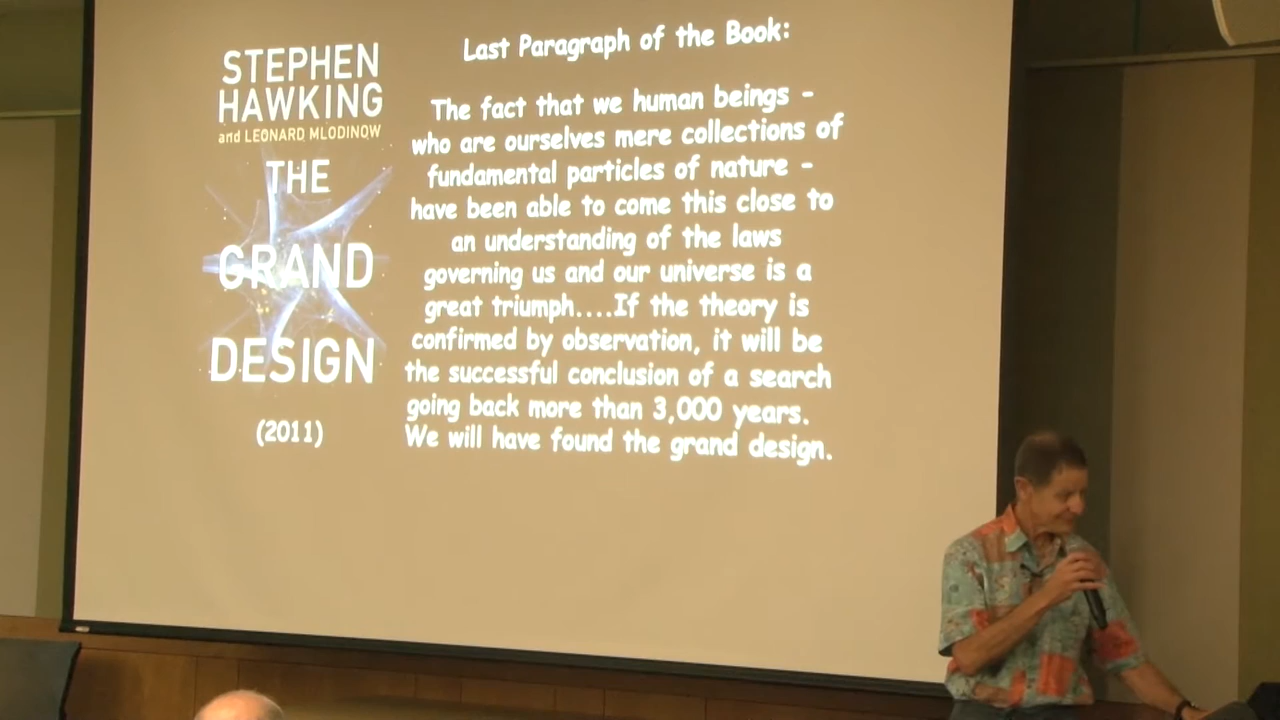 STEPHEN
HAWKING
and LEONARD MLODINOW
THE
GRAND
DESIGN
(2011)
Last Paragraph of the Book:
The fact that we human beings -
who are ourselves mere collections of
fundamental particles of nature -
have been able to come this close to
an understanding of the laws
governing us and our universe is a
great triumph....If the theory is
confirmed by observation, it will be
the successful conclusion of a search
going back more than 3,000 years.
We will have found the grand design.